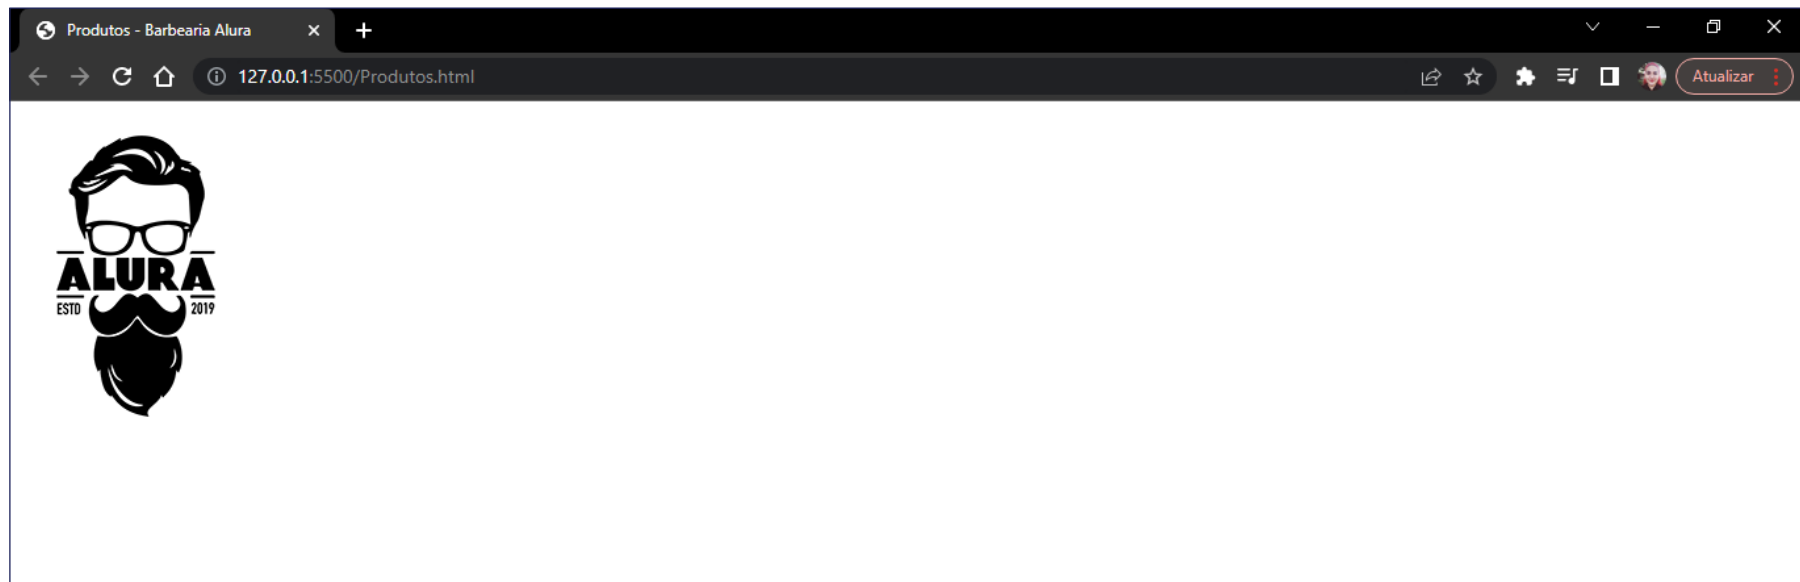 Produtos - Barbearia Alura
127.0.0.1:5500/Produtos.html
Atualizar
ALURA
ESTD 2019